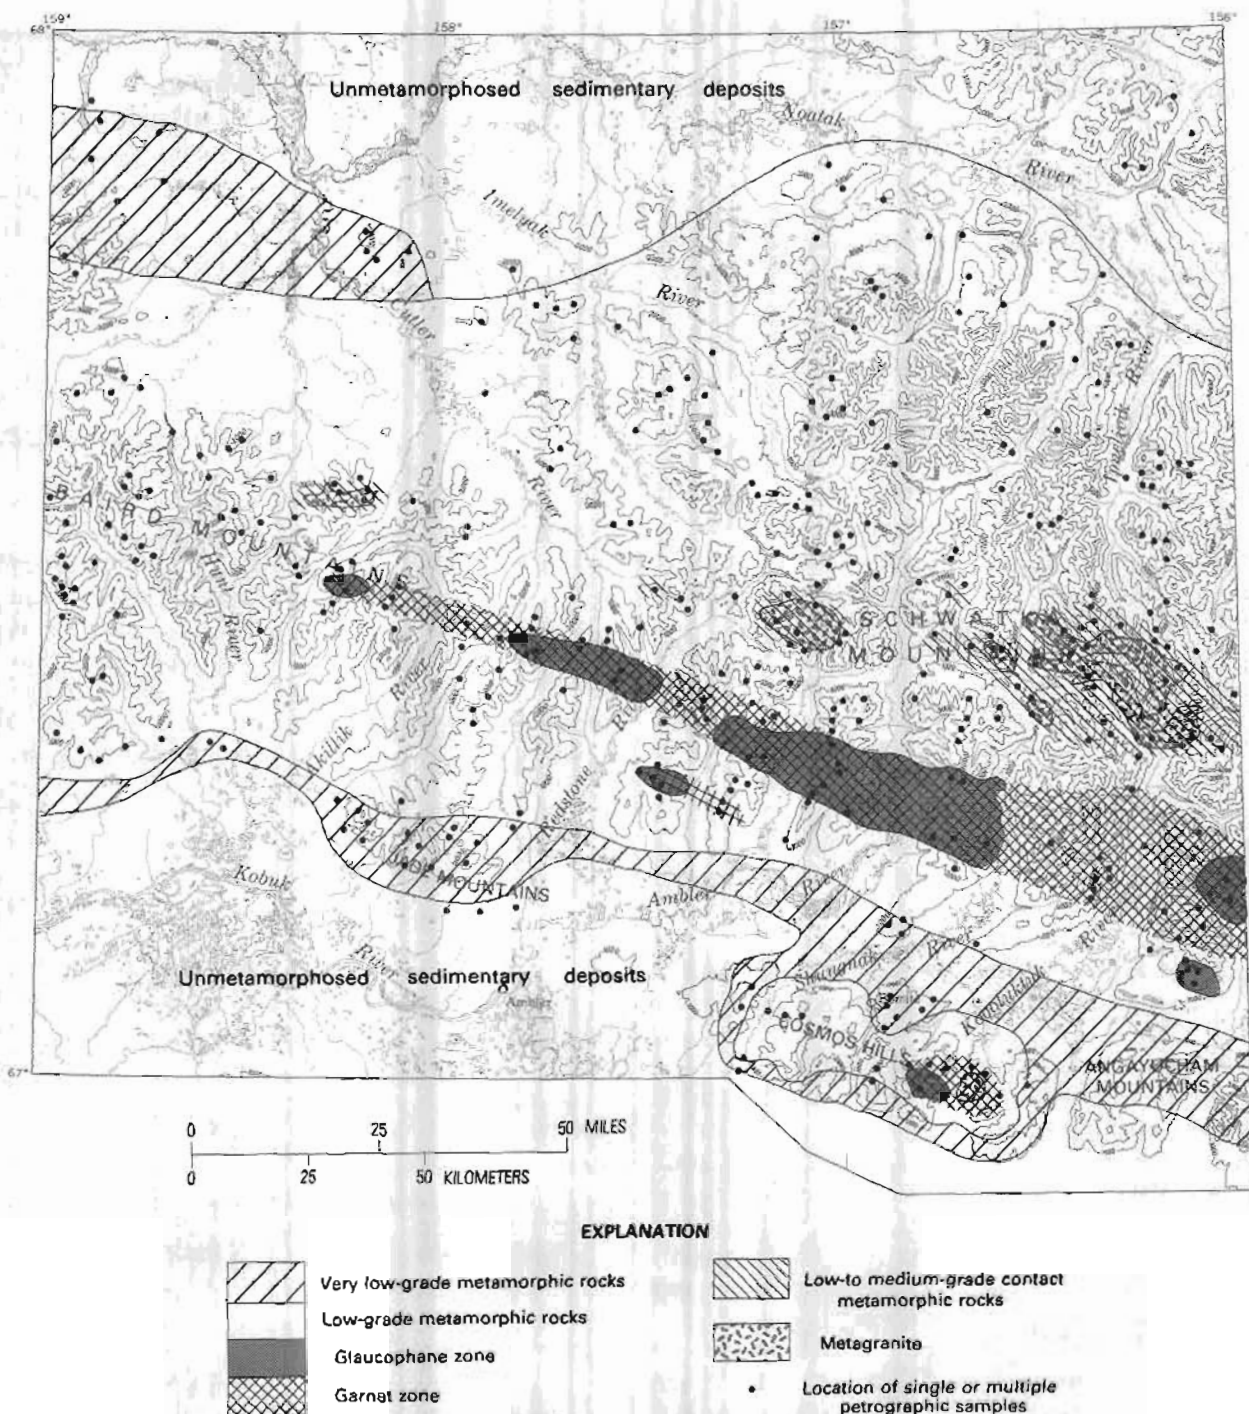 159°
158°
157°
156°
68°
Unmetamorphosed sedimentary deposits
Noatak
River
Imelyak
River
Cutler
River
BAIRD MOUNTAINS
Hunt
River
River
SCHWATKA
MOUNTAINS
Akillik
River
Redstone
JADE MOUNTAINS
Kobuk
River
Ambler
River
Unmetamorphosed sedimentary deposits
Ambler
Shungnak
River
Kogoluktuk
River
COSMOS HILLS
ANGAYUCHAM
MOUNTAINS
67°
0 25 50 MILES
0 25 50 KILOMETERS
EXPLANATION
Very low-grade metamorphic rocks
Low-grade metamorphic rocks
Glaucophane zone
Garnet zone
Low-to medium-grade contact
metamorphic rocks
Metagranite
Location of single or multiple
petrographic samples